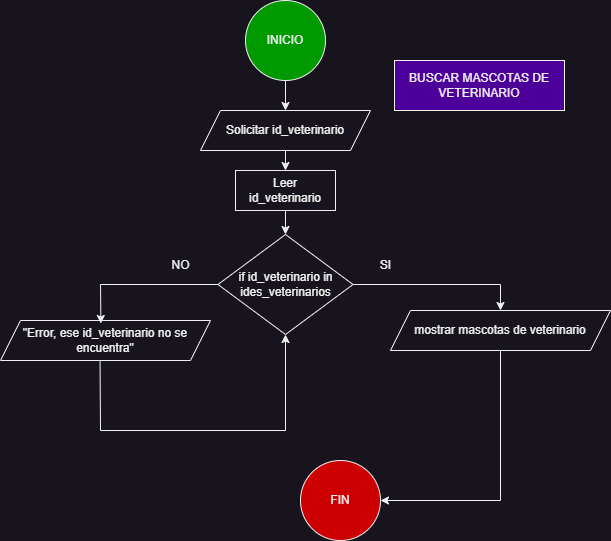 INICIO
BUSCAR MASCOTAS DE
VETERINARIO
Solicitar id_veterinario
Leer
id_veterinario
NO
SI
if id_veterinario in
ides_veterinarios
"Error, ese id_veterinario no se
encuentra"
mostrar mascotas de veterinario
FIN